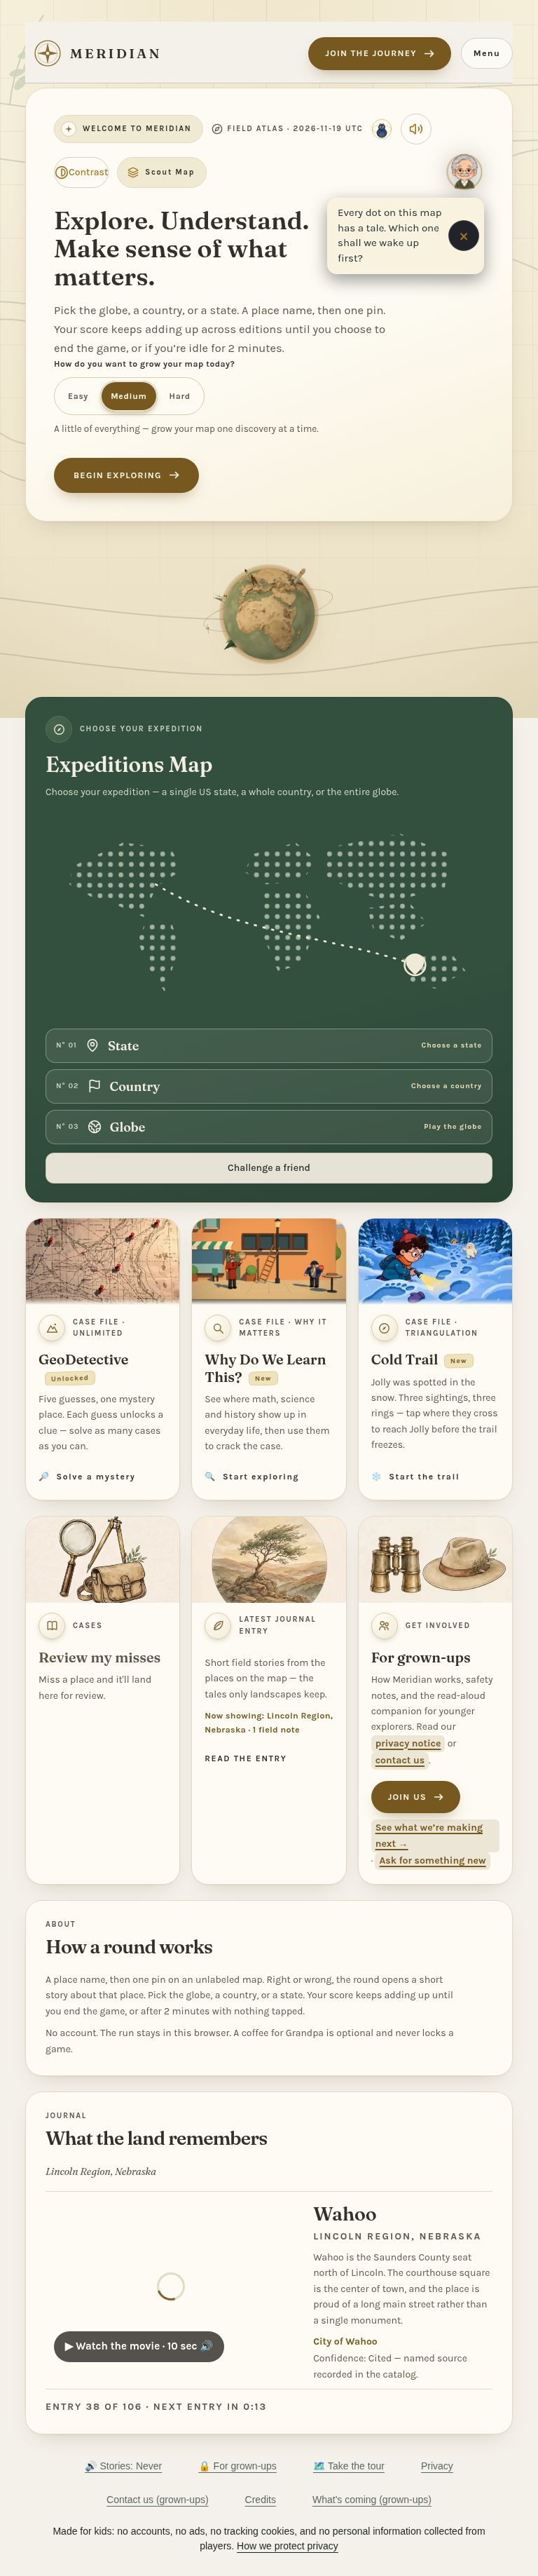 MERIDIAN
JOIN THE JOURNEY →
Menu
WELCOME TO MERIDIAN
FIELD ATLAS · 2026-11-19 UTC
Contrast
Scout Map
Every dot on this map
has a tale. Which one
shall we wake up
first?
×
Explore. Understand.
Make sense of what
matters.
Pick the globe, a country, or a state. A place name, then one pin.
Your score keeps adding up across editions until you choose to
end the game, or if you're idle for 2 minutes.
How do you want to grow your map today?
Easy
Medium
Hard
A little of everything — grow your map one discovery at a time.
BEGIN EXPLORING →
CHOOSE YOUR EXPEDITION
Expeditions Map
Choose your expedition — a single US state, a whole country, or the entire globe.
N° 01 State Choose a state
N° 02 Country Choose a country
N° 03 Globe Play the globe
Challenge a friend
CASE FILE ·
UNLIMITED
GeoDetective
Unlocked
Five guesses, one mystery
place. Each guess unlocks a
clue — solve as many cases
as you can.
🔎 Solve a mystery
CASE FILE · WHY IT
MATTERS
Why Do We Learn
This? New
See where math, science
and history show up in
everyday life, then use them
to crack the case.
🔍 Start exploring
CASE FILE ·
TRIANGULATION
Cold Trail New
Jolly was spotted in the
snow. Three sightings, three
rings — tap where they cross
to reach Jolly before the trail
freezes.
❄️ Start the trail
CASES
Review my misses
Miss a place and it'll land
here for review.
LATEST JOURNAL
ENTRY
Short field stories from the
places on the map — the
tales only landscapes keep.
Now showing: Lincoln Region,
Nebraska · 1 field note
READ THE ENTRY
GET INVOLVED
For grown-ups
How Meridian works, safety
notes, and the read-aloud
companion for younger
explorers. Read our
privacy notice or
contact us.
JOIN US →
See what we're making
next →
· Ask for something new
ABOUT
How a round works
A place name, then one pin on an unlabeled map. Right or wrong, the round opens a short
story about that place. Pick the globe, a country, or a state. Your score keeps adding up until
you end the game, or after 2 minutes with nothing tapped.
No account. The run stays in this browser. A coffee for Grandpa is optional and never locks a
game.
JOURNAL
What the land remembers
Lincoln Region, Nebraska
▶ Watch the movie · 10 sec 🔊
Wahoo
LINCOLN REGION, NEBRASKA
Wahoo is the Saunders County seat
north of Lincoln. The courthouse square
is the center of town, and the place is
proud of a long main street rather than
a single monument.
City of Wahoo
Confidence: Cited — named source
recorded in the catalog.
ENTRY 38 OF 106 · NEXT ENTRY IN 0:13
🔊 Stories: Never
🔒 For grown-ups
🗺️ Take the tour
Privacy
Contact us (grown-ups)
Credits
What's coming (grown-ups)
Made for kids: no accounts, no ads, no tracking cookies, and no personal information collected from
players. How we protect privacy